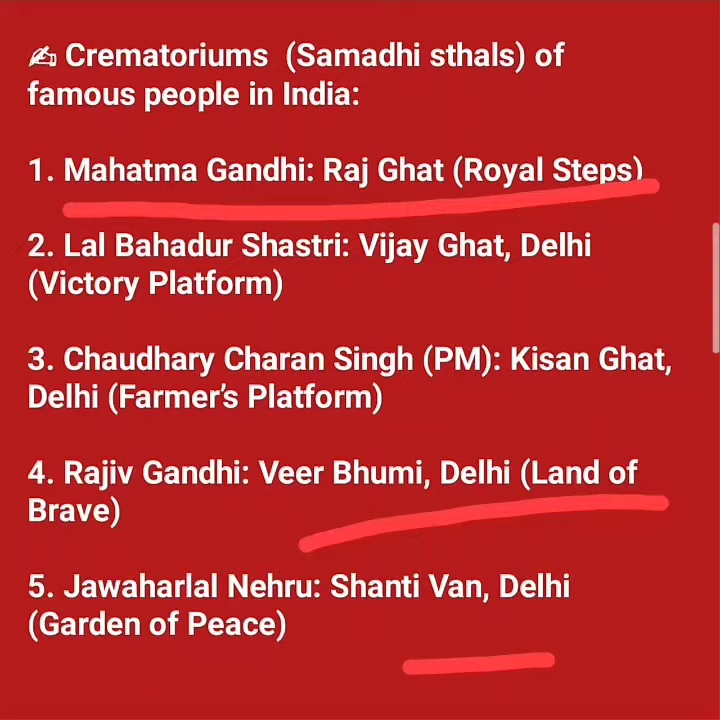 ✍ Crematoriums (Samadhi sthals) of
famous people in India:
1. Mahatma Gandhi: Raj Ghat (Royal Steps)
2. Lal Bahadur Shastri: Vijay Ghat, Delhi
(Victory Platform)
3. Chaudhary Charan Singh (PM): Kisan Ghat,
Delhi (Farmer's Platform)
4. Rajiv Gandhi: Veer Bhumi, Delhi (Land of
Brave)
5. Jawaharlal Nehru: Shanti Van, Delhi
(Garden of Peace)